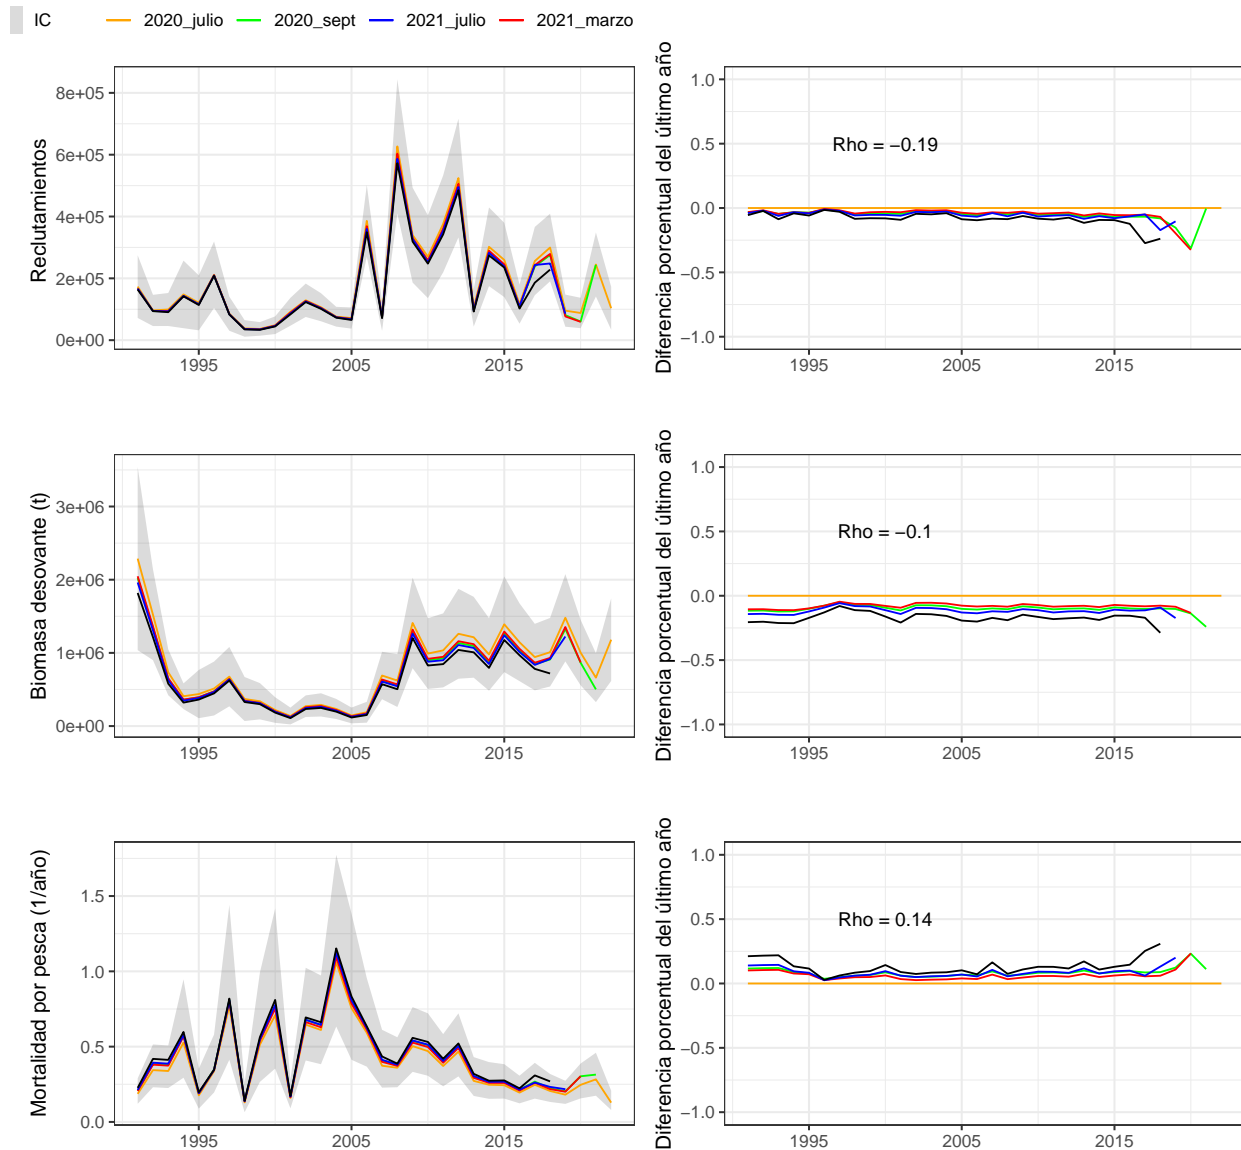 IC 2020_julio 2020_sept 2021_julio 2021_marzo
Reclutamientos
8e+05
6e+05
4e+05
2e+05
0e+00
1995 2005 2015
Diferencia porcentual del último año
1.0
0.5
0.0
−0.5
−1.0
Rho = −0.19
1995 2005 2015
Biomasa desovante (t)
3e+06
2e+06
1e+06
0e+00
1995 2005 2015
Diferencia porcentual del último año
1.0
0.5
0.0
−0.5
−1.0
Rho = −0.1
1995 2005 2015
Mortalidad por pesca (1/año)
1.5
1.0
0.5
0.0
1995 2005 2015
Diferencia porcentual del último año
1.0
0.5
0.0
−0.5
−1.0
Rho = 0.14
1995 2005 2015